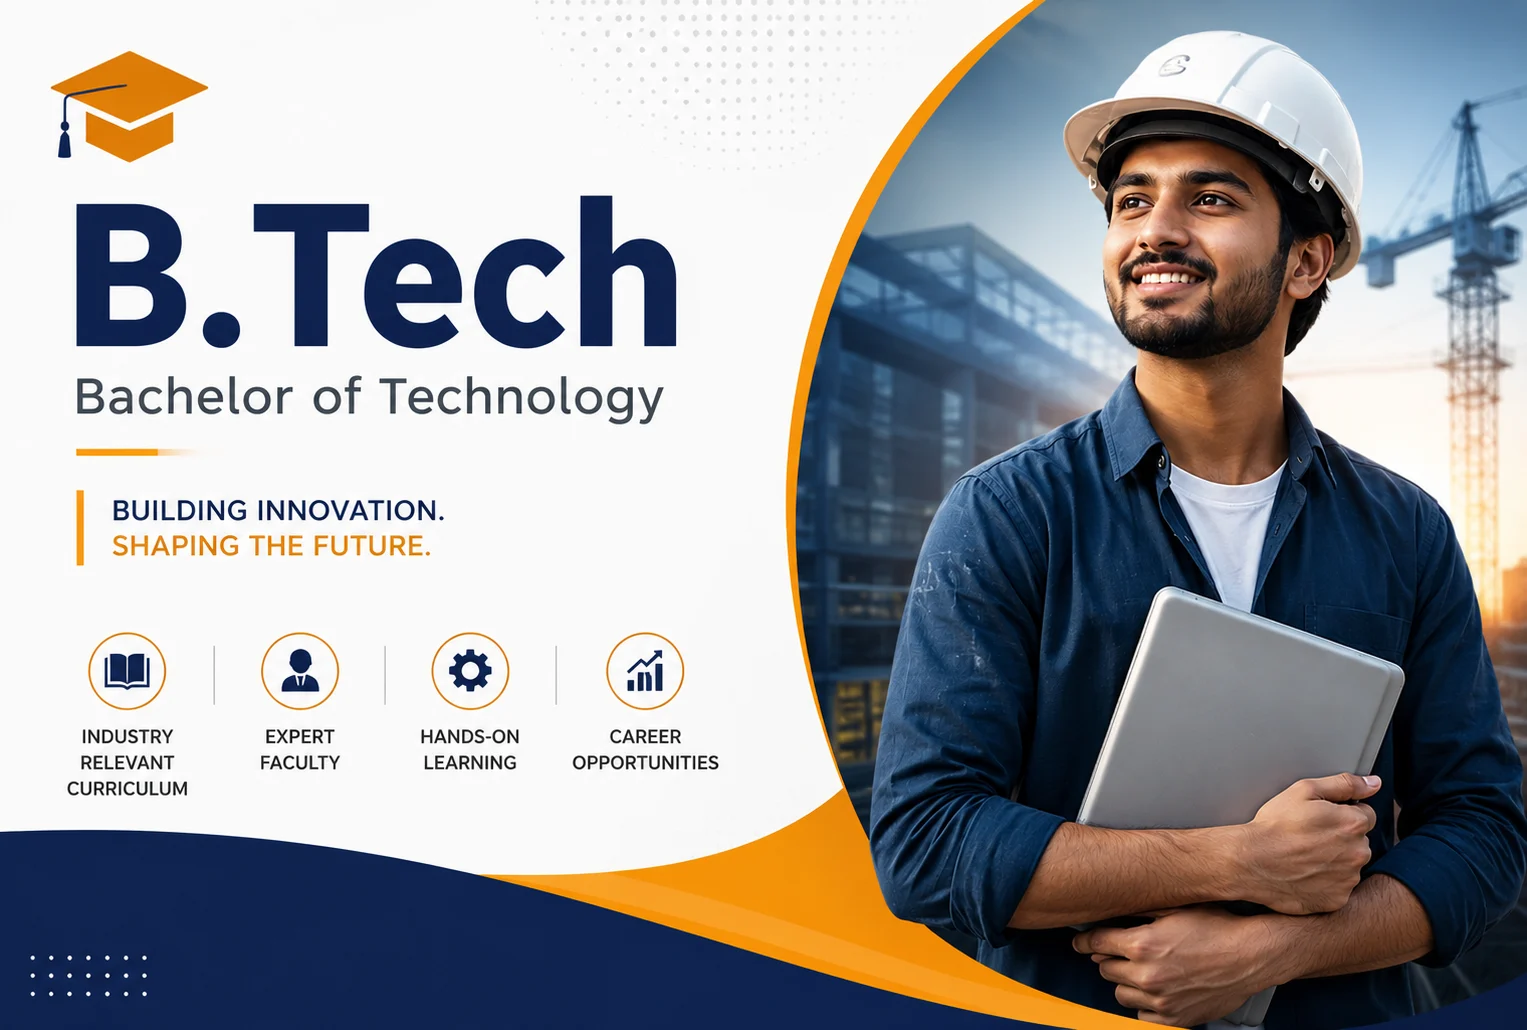 B.Tech
Bachelor of Technology
BUILDING INNOVATION.
SHAPING THE FUTURE.
INDUSTRY
RELEVANT
CURRICULUM
EXPERT
FACULTY
HANDS-ON
LEARNING
CAREER
OPPORTUNITIES